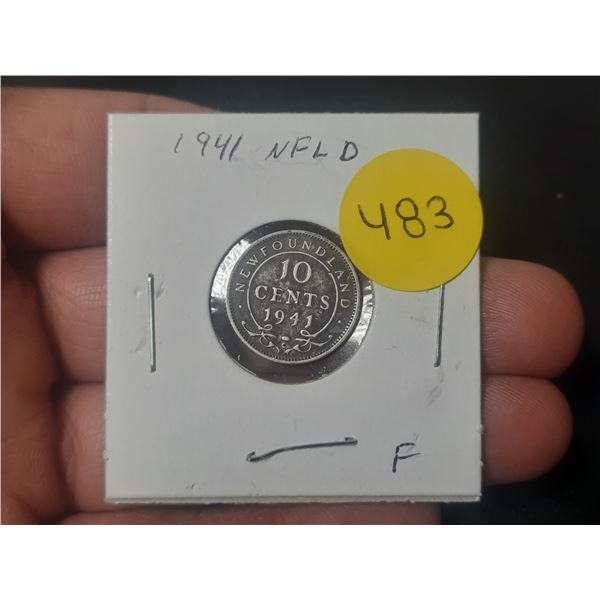 1941 NFLD
483
NEWFOUNDLAND
10
CENTS
1941
F